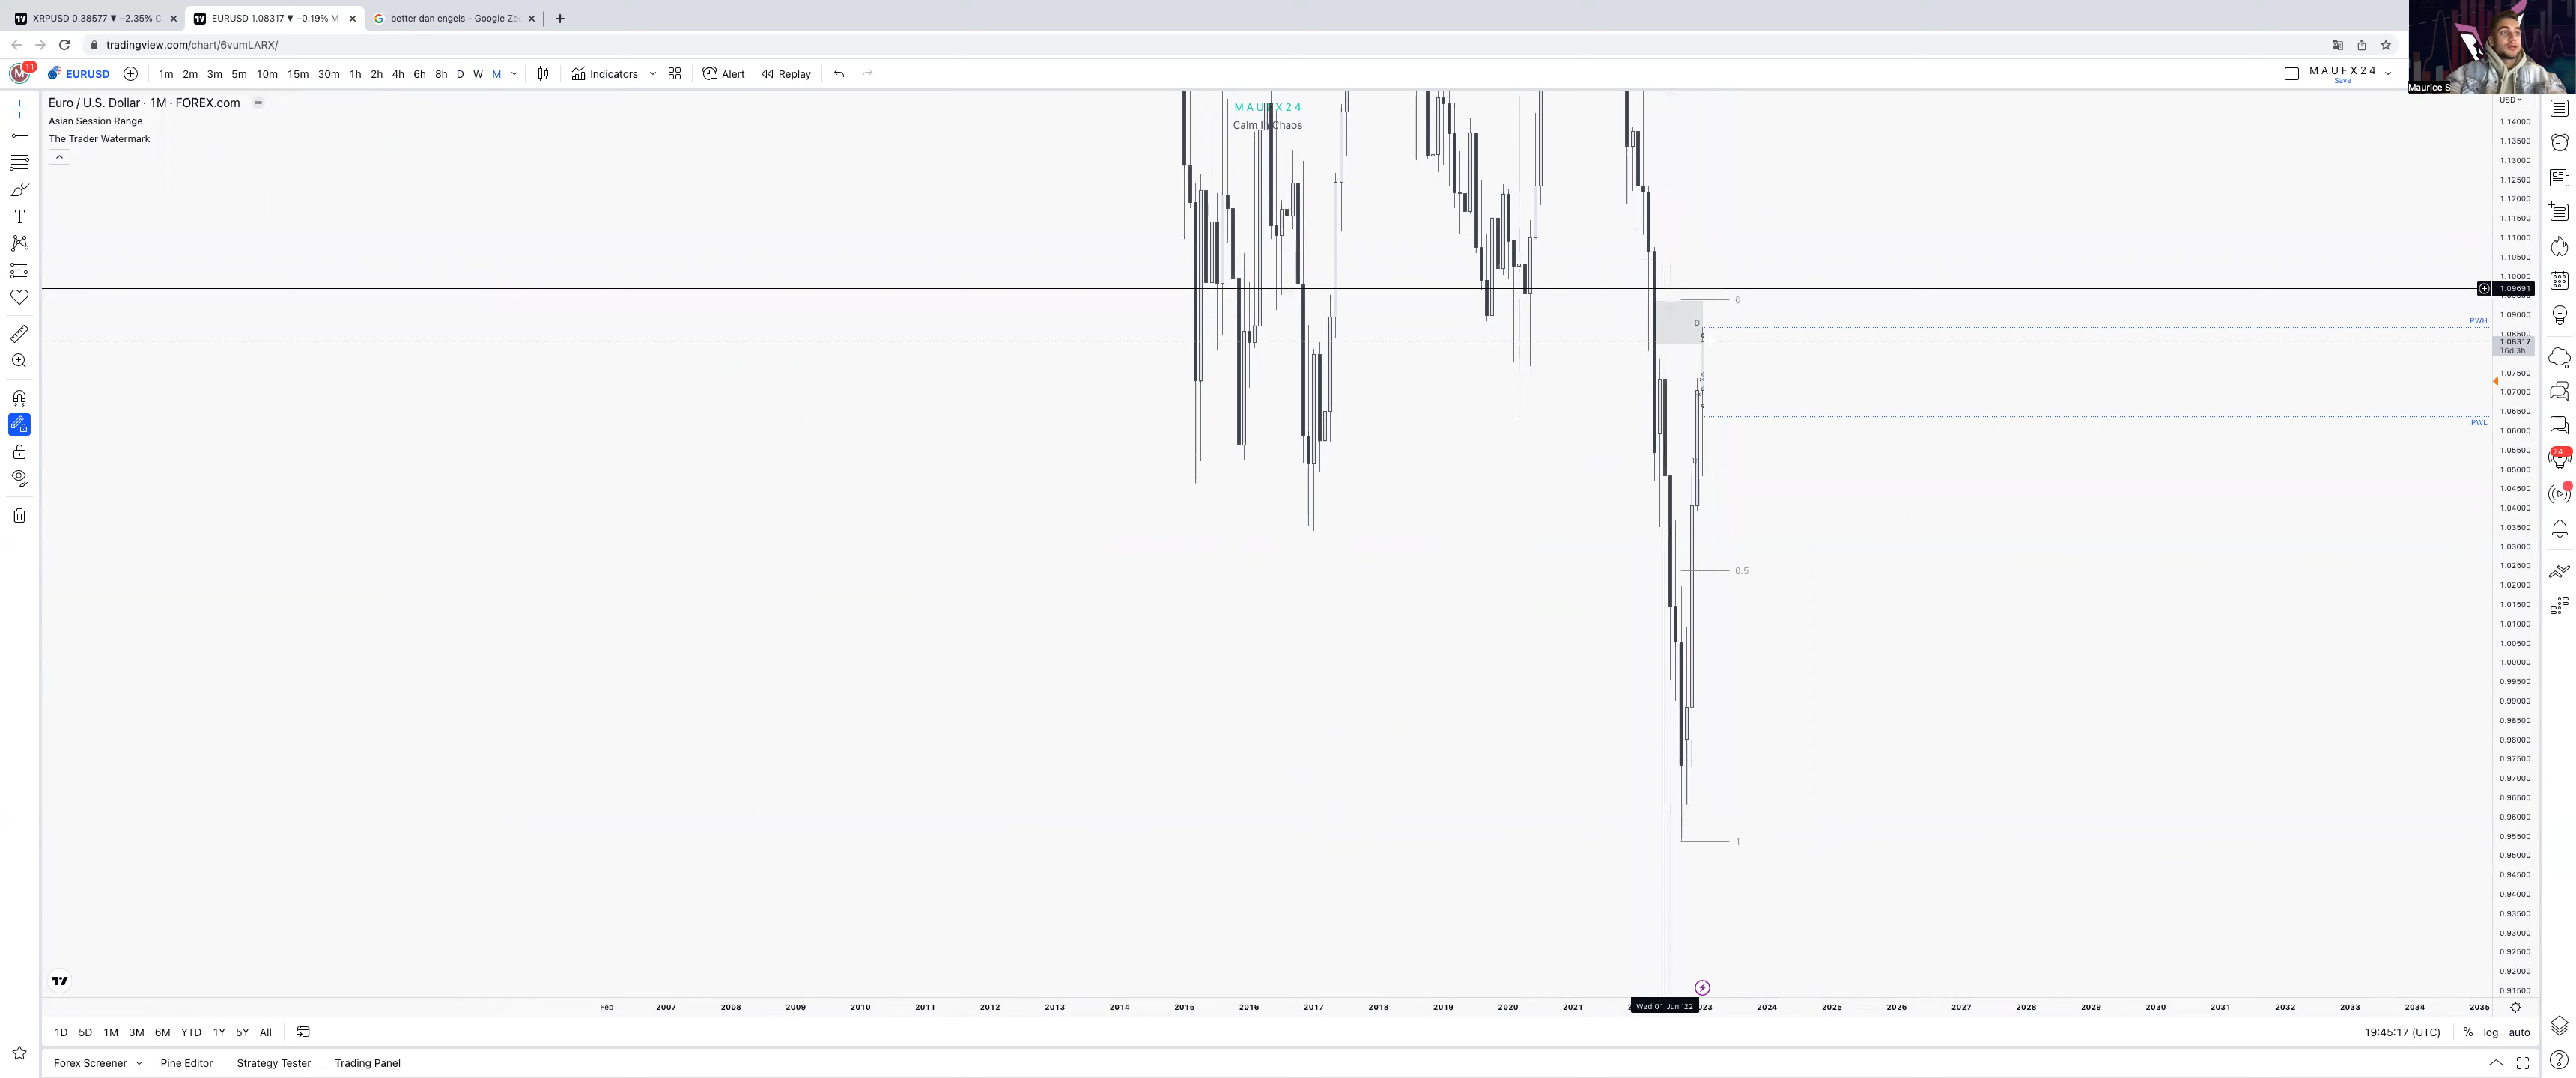 XRPUSD 0.38577 ▼ −2.35% C
EURUSD 1.08317 ▼ −0.19% M
better dan engels - Google Zo
tradingview.com/chart/6vumLARX/
M 11 EURUSD 1m 2m 3m 5m 10m 15m 30m 1h 2h 4h 6h 8h D W M Indicators Alert Replay
MAUFX24
Save
Maurice S
Euro / U.S. Dollar · 1M · FOREX.com
Asian Session Range
The Trader Watermark
MAUFX24
Calm In Chaos
USD
1.14000
1.13500
1.13000
1.12500
1.12000
1.11500
1.11000
1.10500
1.10000
1.09691
1.09000
1.08500
1.08317
16d 3h
1.07500
1.07000
1.06500
1.06000
1.05500
1.05000
1.04500
1.04000
1.03500
1.03000
1.02500
1.02000
1.01500
1.01000
1.00500
1.00000
0.99500
0.99000
0.98500
0.98000
0.97500
0.97000
0.96500
0.96000
0.95500
0.95000
0.94500
0.94000
0.93500
0.93000
0.92500
0.92000
0.91500
0
D
PWH
PWL
0.5
1
24
Feb 2007 2008 2009 2010 2011 2012 2013 2014 2015 2016 2017 2018 2019 2020 2021 Wed 01 Jun '22 023 2024 2025 2026 2027 2028 2029 2030 2031 2032 2033 2034 2035
1D 5D 1M 3M 6M YTD 1Y 5Y All
19:45:17 (UTC) % log auto
Forex Screener Pine Editor Strategy Tester Trading Panel